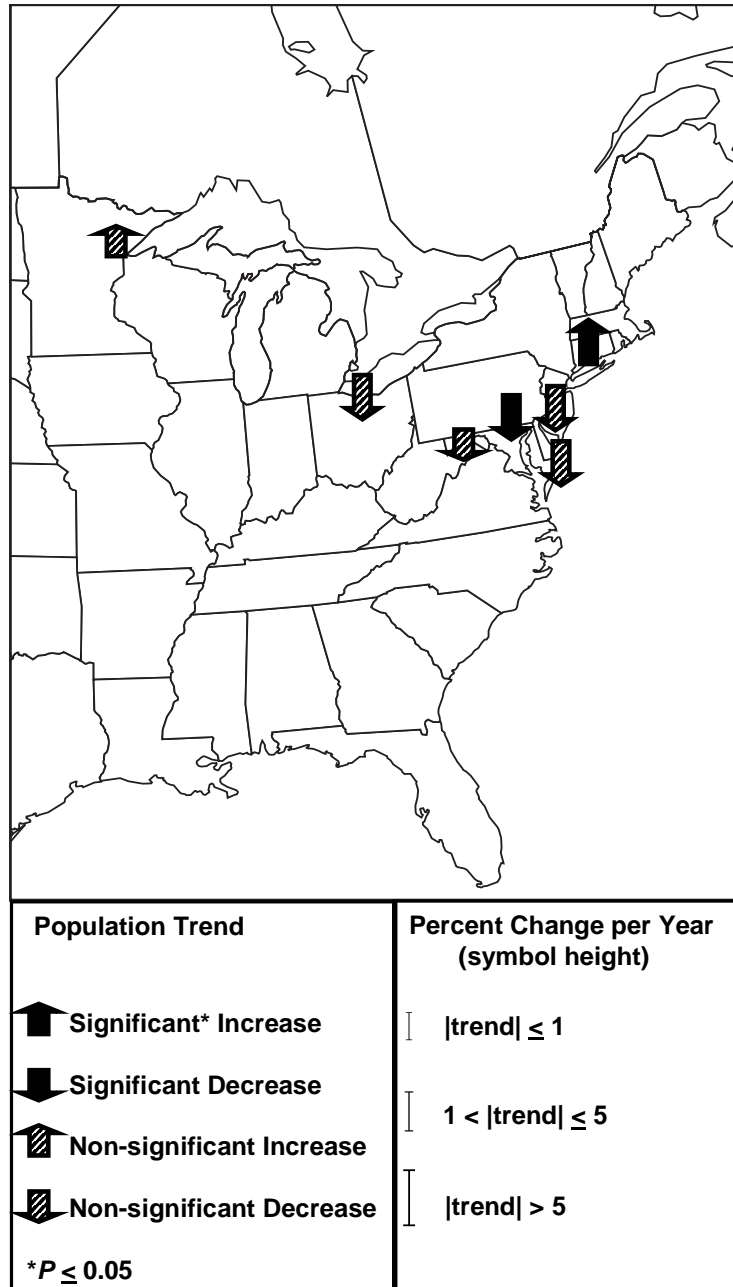 Population Trend
Significant* Increase
Significant Decrease
Non-significant Increase
Non-significant Decrease
*P ≤ 0.05
Percent Change per Year
(symbol height)
|trend| ≤ 1
1 < |trend| ≤ 5
|trend| > 5